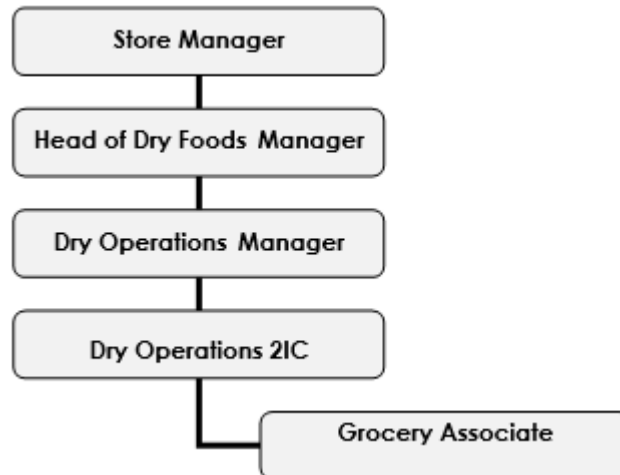 Store Manager
Head of Dry Foods Manager
Dry Operations Manager
Dry Operations 2IC
Grocery Associate